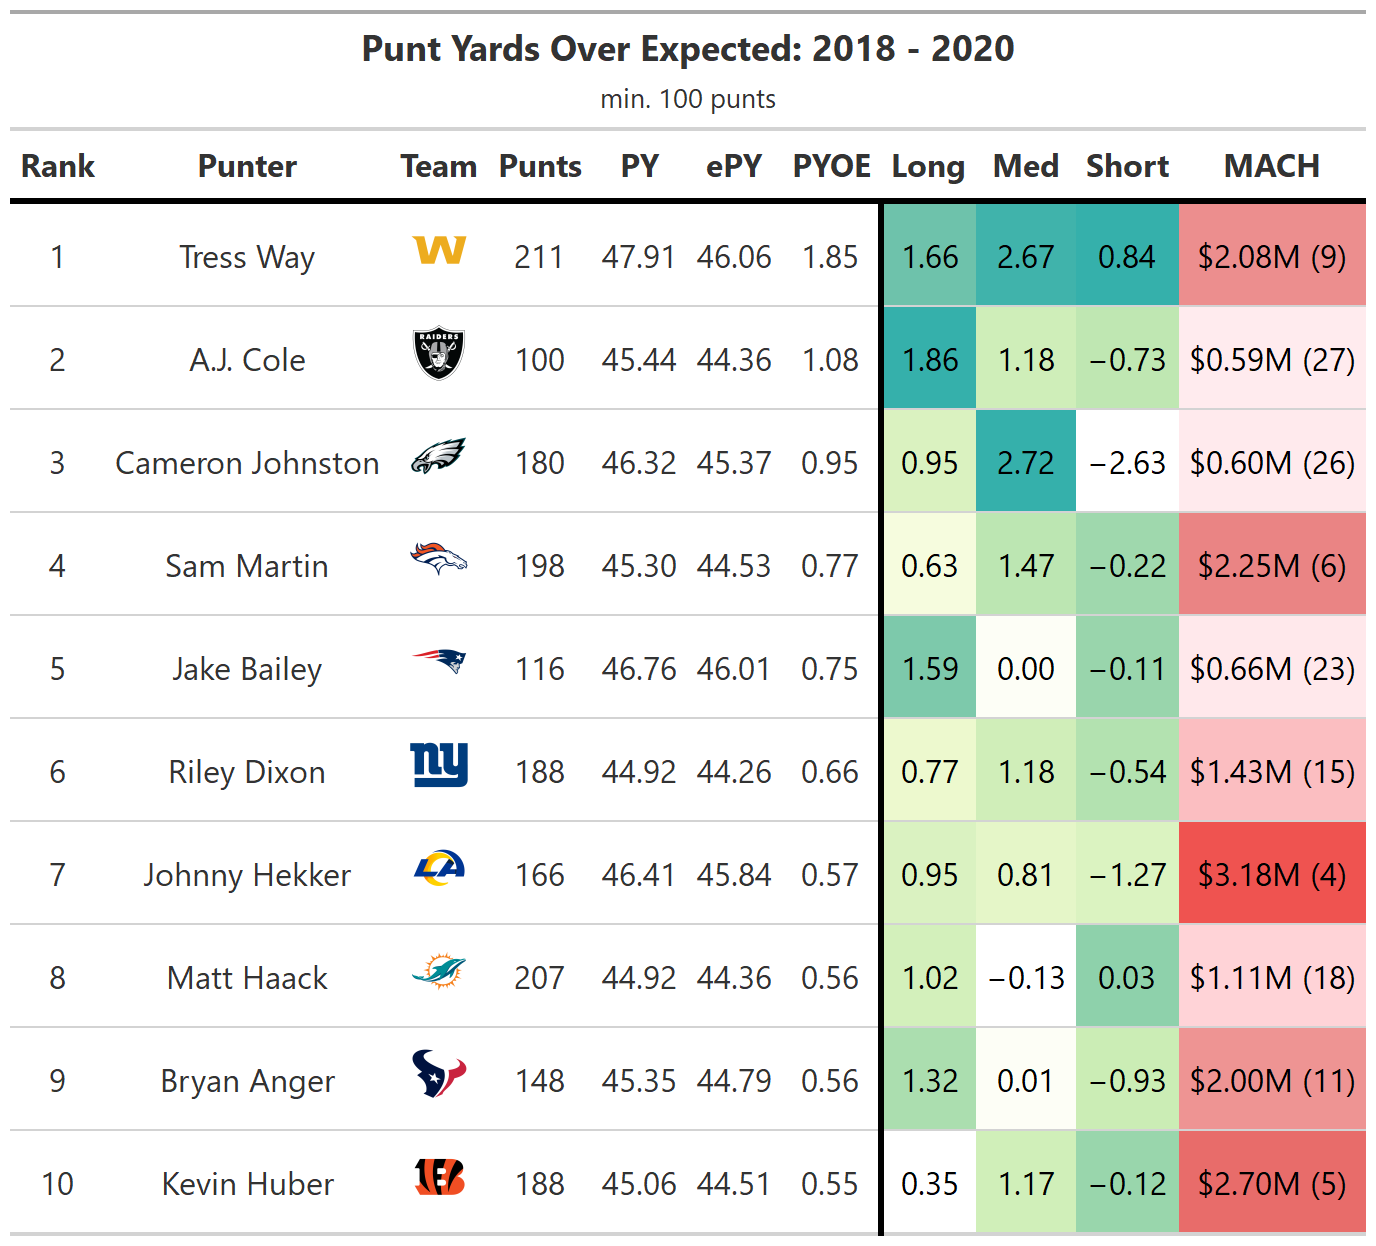 Punt Yards Over Expected: 2018 - 2020
min. 100 punts
Rank Punter Team Punts PY ePY PYOE Long Med Short MACH
1 Tress Way W 211 47.91 46.06 1.85 1.66 2.67 0.84 $2.08M (9)
2 A.J. Cole RAIDERS 100 45.44 44.36 1.08 1.86 1.18 −0.73 $0.59M (27)
3 Cameron Johnston 180 46.32 45.37 0.95 0.95 2.72 −2.63 $0.60M (26)
4 Sam Martin 198 45.30 44.53 0.77 0.63 1.47 −0.22 $2.25M (6)
5 Jake Bailey 116 46.76 46.01 0.75 1.59 0.00 −0.11 $0.66M (23)
6 Riley Dixon ny 188 44.92 44.26 0.66 0.77 1.18 −0.54 $1.43M (15)
7 Johnny Hekker LA 166 46.41 45.84 0.57 0.95 0.81 −1.27 $3.18M (4)
8 Matt Haack 207 44.92 44.36 0.56 1.02 −0.13 0.03 $1.11M (18)
9 Bryan Anger 148 45.35 44.79 0.56 1.32 0.01 −0.93 $2.00M (11)
10 Kevin Huber B 188 45.06 44.51 0.55 0.35 1.17 −0.12 $2.70M (5)